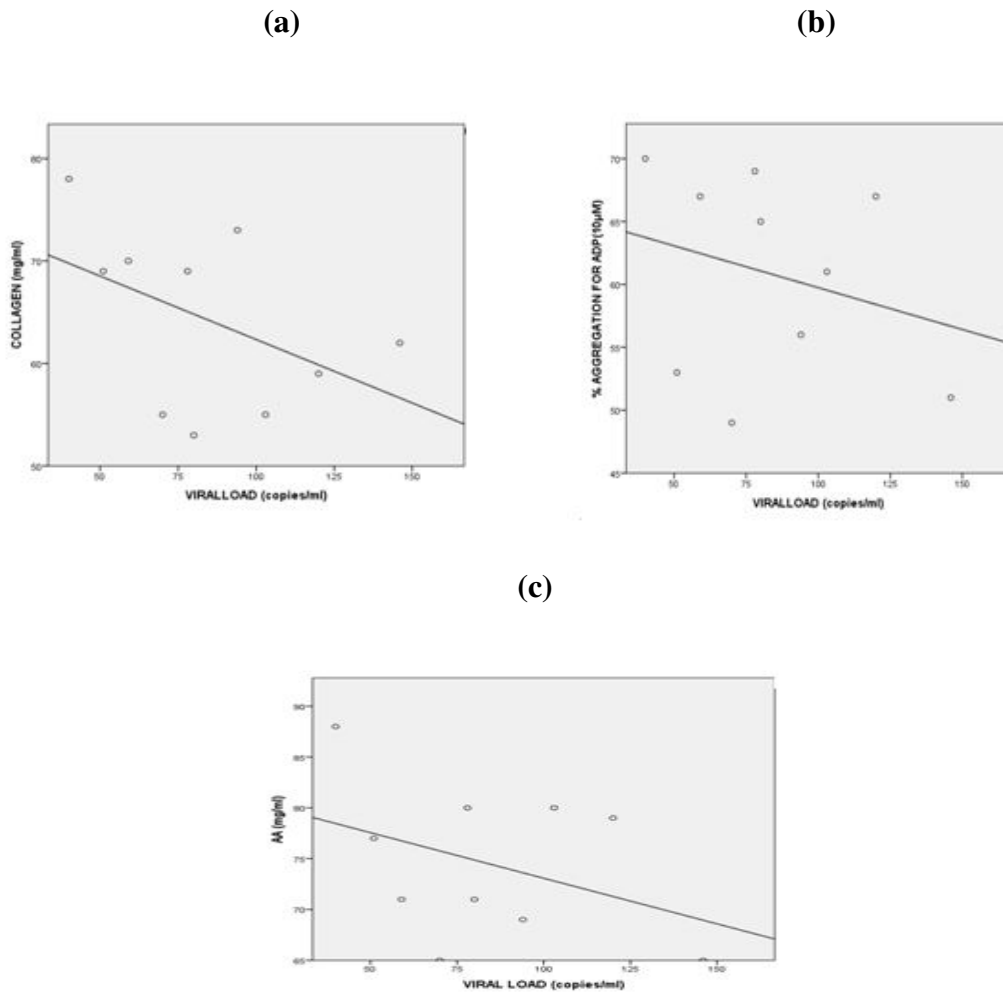 (a)
(b)
COLLAGEN (mg/ml)
80
70
60
50
50 75 100 125 150
VIRALLOAD (copies/ml)
% AGGREGATION FOR ADP(10µM)
70
65
60
55
50
45
50 75 100 125 150
VIRALLOAD (copies/ml)
(c)
AA (mg/ml)
90
85
80
75
70
65
50 75 100 125 150
VIRAL LOAD (copies/ml)